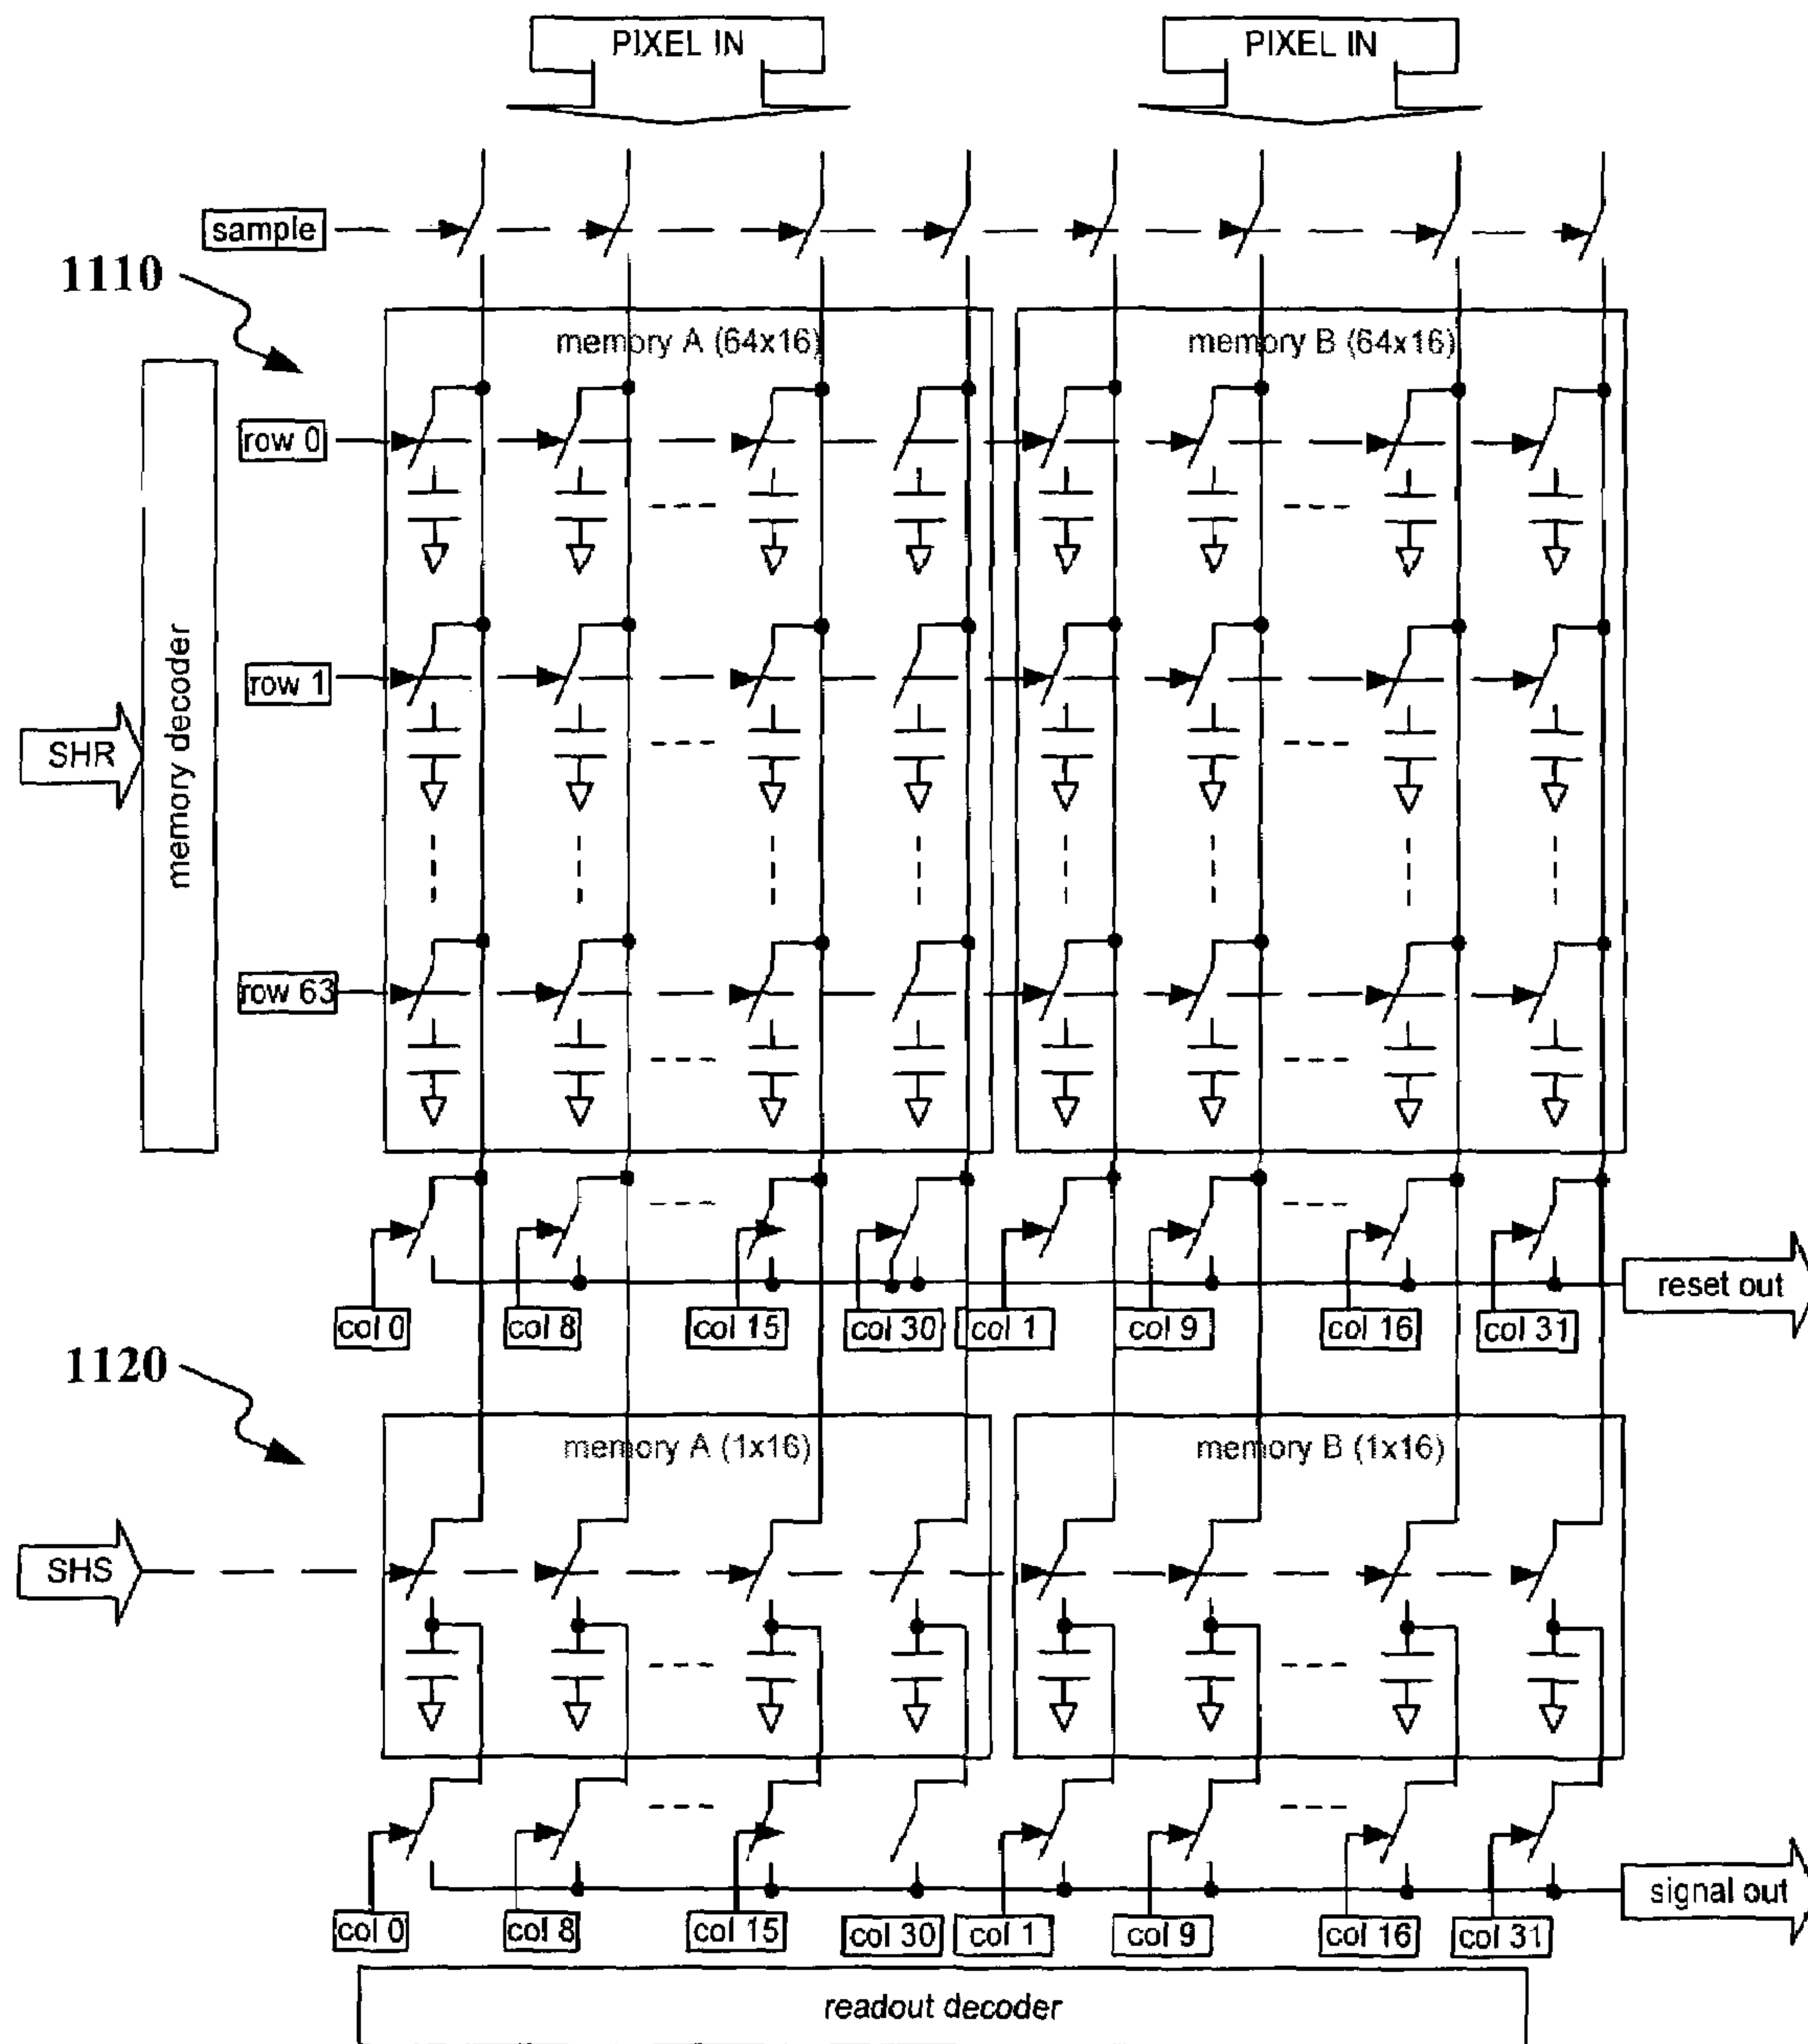 PIXEL IN
PIXEL IN
sample
1110
memory A (64x16)
memory B (64x16)
row 0
row 1
SHR
memory decoder
row 63
reset out
col 0
col 8
col 15
col 30
col 1
col 9
col 16
col 31
1120
memory A (1x16)
memory B (1x16)
SHS
signal out
col 0
col 8
col 15
col 30
col 1
col 9
col 16
col 31
readout decoder